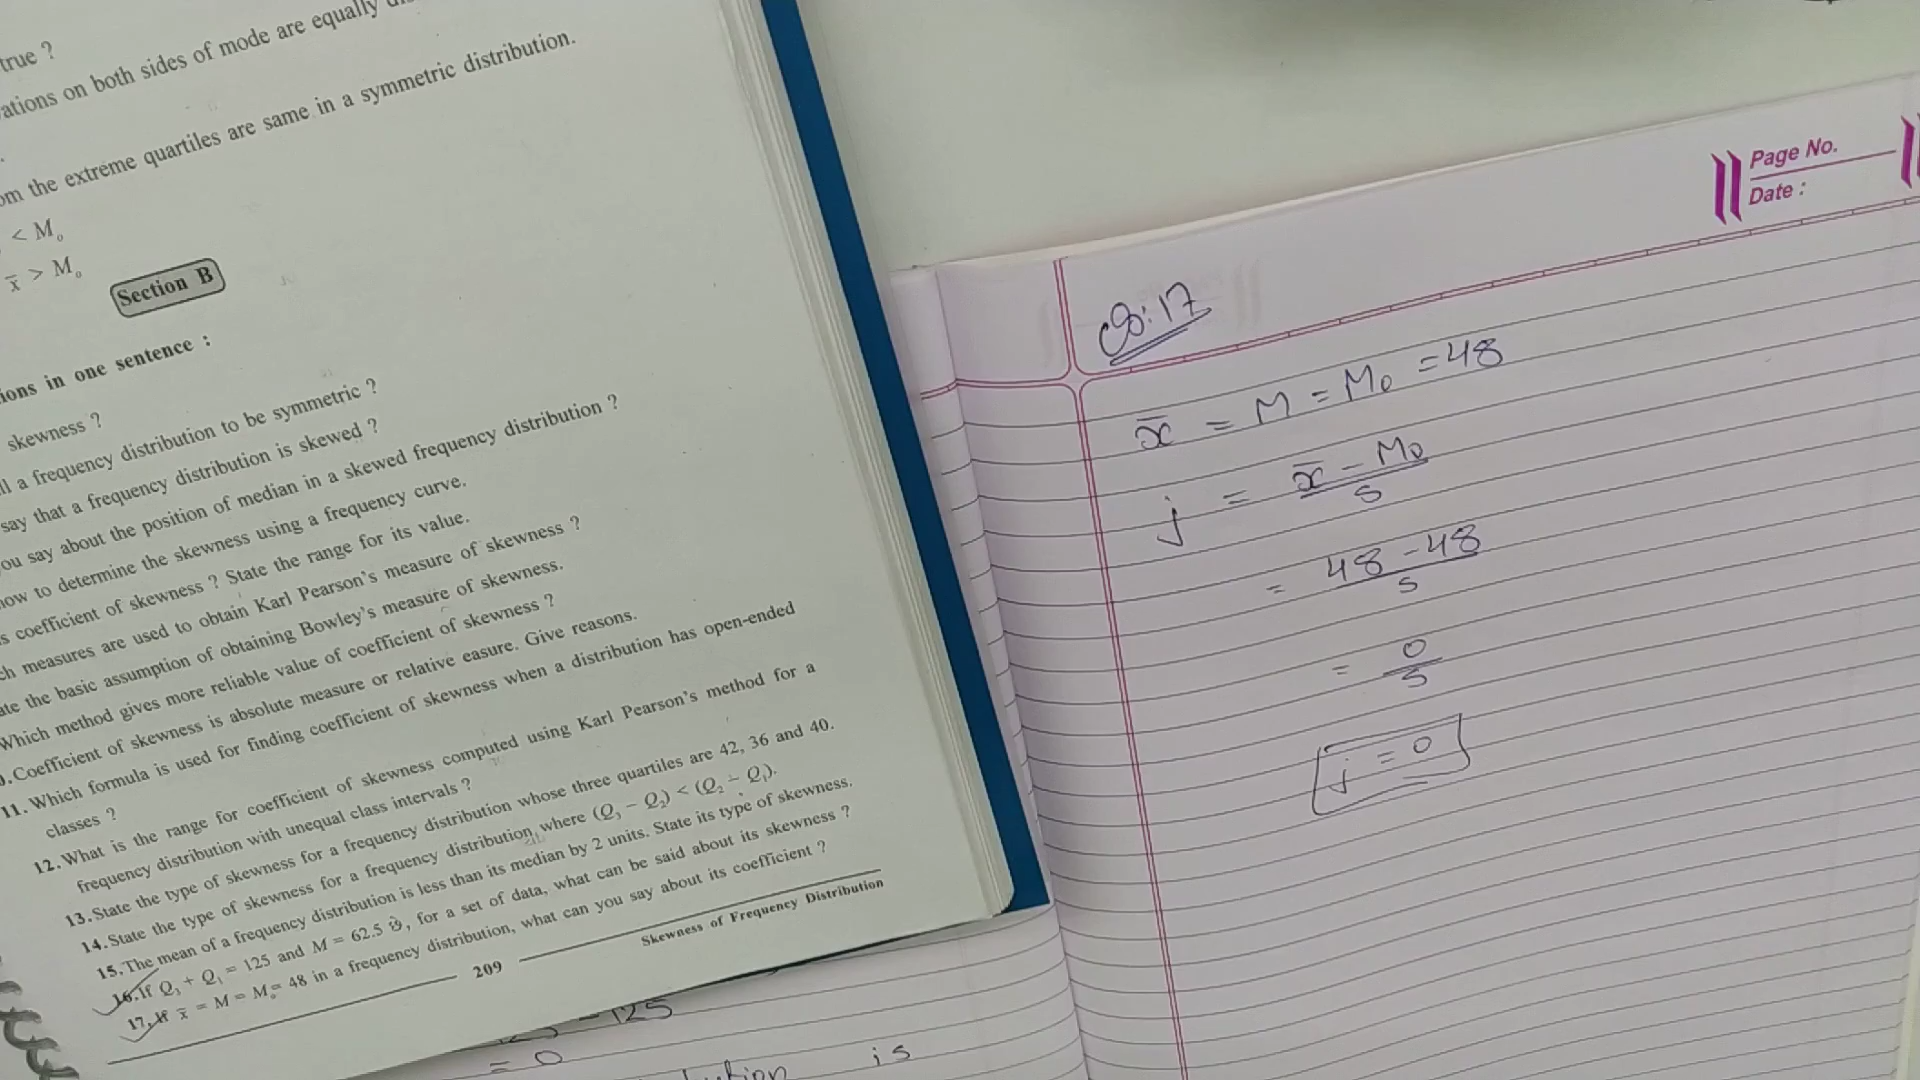 true ?
ations on both sides of mode are equally
om the extreme quartiles are same in a symmetric distribution.
< Mₒ
x̄ > Mₒ
Section B
ions in one sentence :
skewness ?
ll a frequency distribution to be symmetric ?
say that a frequency distribution is skewed ?
ou say about the position of median in a skewed frequency distribution ?
how to determine the skewness using a frequency curve.
s coefficient of skewness ? State the range for its value.
ch measures are used to obtain Karl Pearson's measure of skewness ?
ate the basic assumption of obtaining Bowley's measure of skewness.
Which method gives more reliable value of coefficient of skewness ?
0.Coefficient of skewness is absolute measure or relative easure. Give reasons.
11.Which formula is used for finding coefficient of skewness when a distribution has open-ended
classes ?
12.What is the range for coefficient of skewness computed using Karl Pearson's method for a
frequency distribution with unequal class intervals ?
13.State the type of skewness for a frequency distribution whose three quartiles are 42, 36 and 40.
14.State the type of skewness for a frequency distribution where (Q₃ − Q₂) < (Q₂ − Q₁).
15.The mean of a frequency distribution is less than its median by 2 units. State its type of skewness.
16.If Q₃ + Q₁ = 125 and M = 62.5 છે, for a set of data, what can be said about its skewness ?
17.If x̄ = M = Mₒ = 48 in a frequency distribution, what can you say about its coefficient ?
209
Skewness of Frequency Distribution
Page No.
Date :
Q:17
x̄ = M = M₀ = 48
j = x̄ − M₀ / s
= 48 − 48 / s
= 0 / s
j = 0
− 125
= 0
is